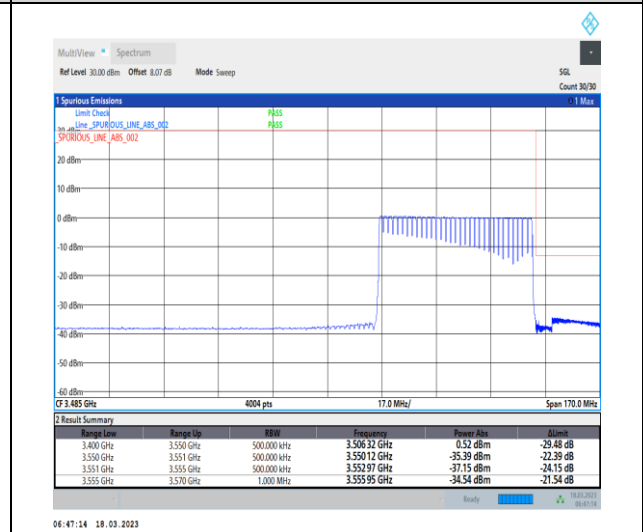 MultiView Spectrum
Ref Level 30.00 dBm Offset 8.07 dB Mode Sweep SGL
Count 30/30
1 Spurious Emissions 1 Max
Limit Check PASS
Line _SPURIOUS_LINE_ABS_002 PASS
30 dBm
_SPURIOUS_LINE_ABS_002
20 dBm
10 dBm
0 dBm
-10 dBm
-20 dBm
-30 dBm
-40 dBm
-50 dBm
-60 dBm
CF 3.485 GHz 4004 pts 17.0 MHz/ Span 170.0 MHz
2 Result Summary
Range Low Range Up RBW Frequency Power Abs ΔLimit
3.400 GHz 3.550 GHz 500.000 kHz 3.50632 GHz 0.52 dBm -29.48 dB
3.550 GHz 3.551 GHz 500.000 kHz 3.55012 GHz -35.39 dBm -22.39 dB
3.551 GHz 3.555 GHz 500.000 kHz 3.55297 GHz -37.15 dBm -24.15 dB
3.555 GHz 3.570 GHz 1.000 MHz 3.55595 GHz -34.54 dBm -21.54 dB
Ready 18.03.2023
06:47:14
06:47:14 18.03.2023